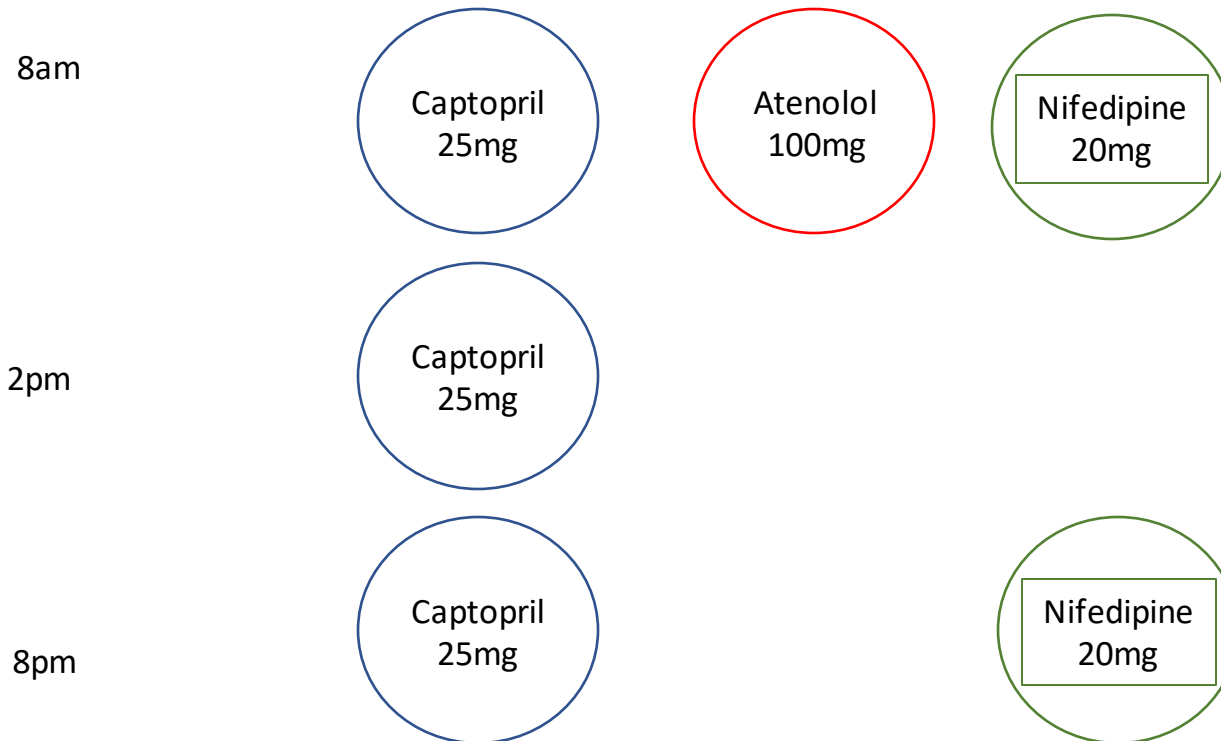 8am
Captopril
25mg
Atenolol
100mg
Nifedipine
20mg
2pm
Captopril
25mg
8pm
Captopril
25mg
Nifedipine
20mg